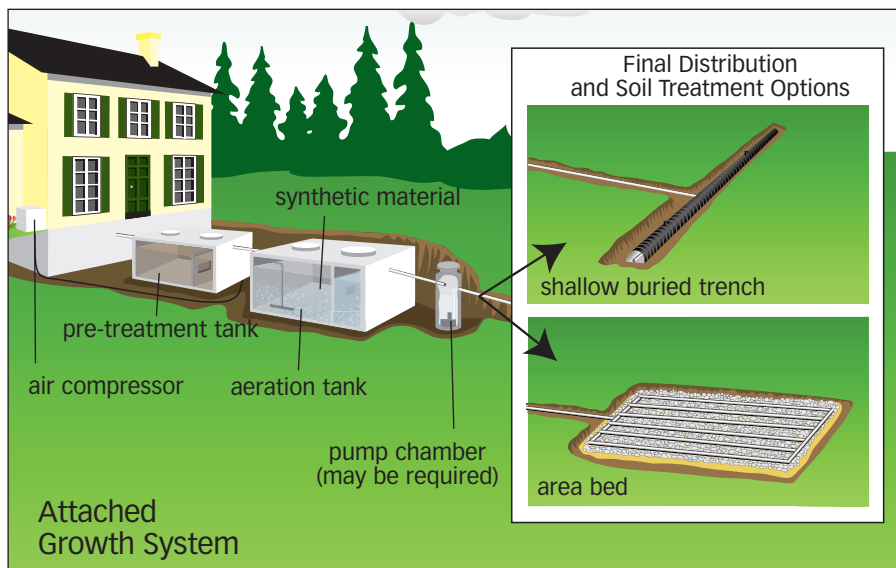 Final Distribution
and Soil Treatment Options
synthetic material
shallow buried trench
pre-treatment tank
air compressor
aeration tank
pump chamber
(may be required)
area bed
Attached
Growth System